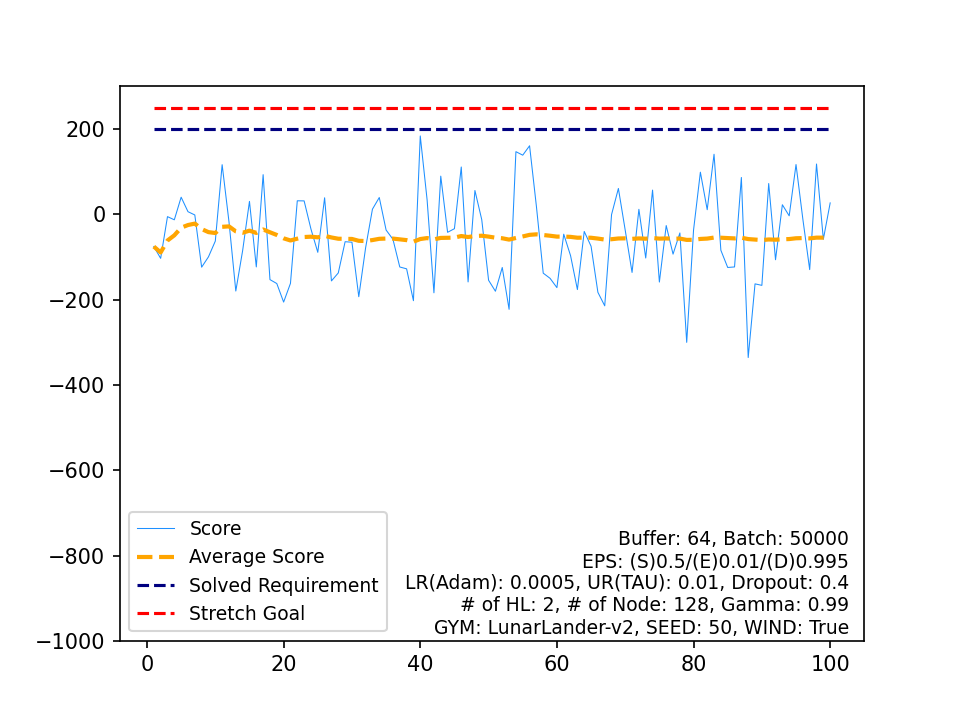 200
0
−200
−400
−600
−800
−1000
Score
Average Score
Solved Requirement
Stretch Goal
Buffer: 64, Batch: 50000
EPS: (S)0.5/(E)0.01/(D)0.995
LR(Adam): 0.0005, UR(TAU): 0.01, Dropout: 0.4
# of HL: 2, # of Node: 128, Gamma: 0.99
GYM: LunarLander-v2, SEED: 50, WIND: True
0 20 40 60 80 100